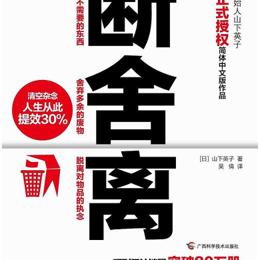 始人山下英子
正式授权
简体中文版作品
断舍离
不需要的东西
舍弃多余的废物
脱离对物品的执念
清空杂念
人生从此
提效30%
[日] 山下英子 著
吴倩 译
广西科学技术出版社